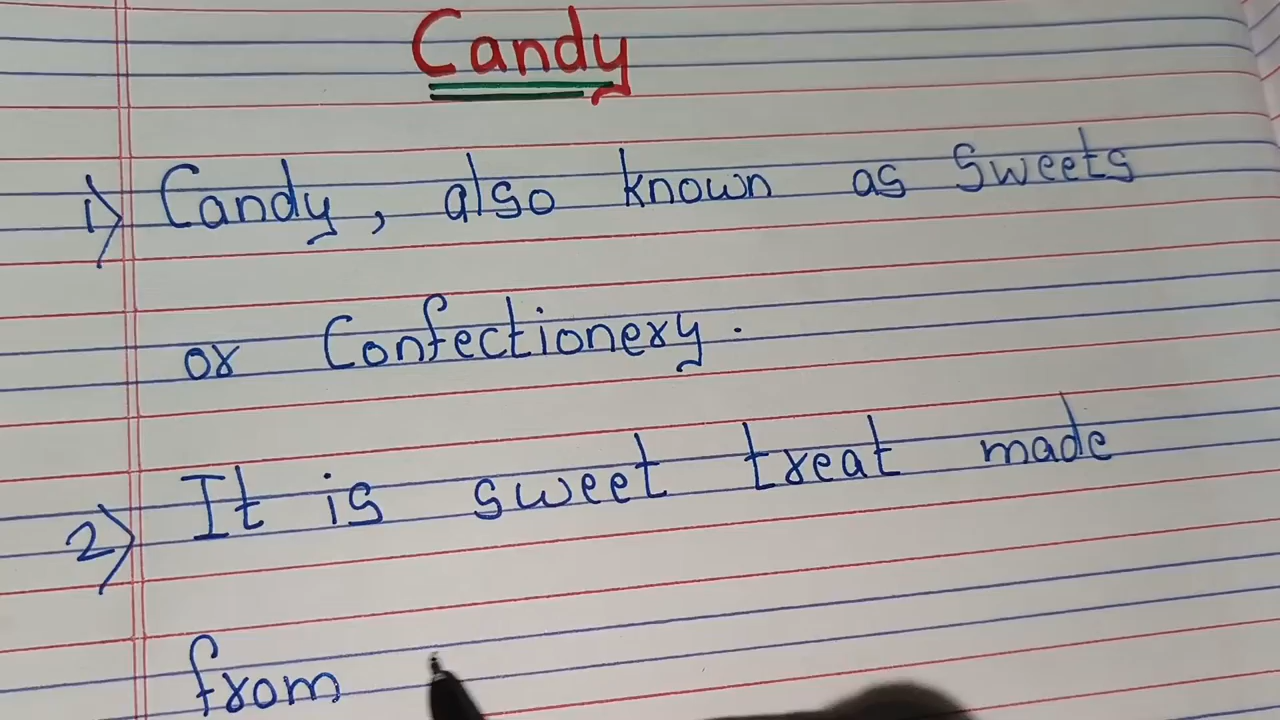 Candy
1) Candy, also known as Sweets
or Confectionery.
2) It is sweet treat made
from